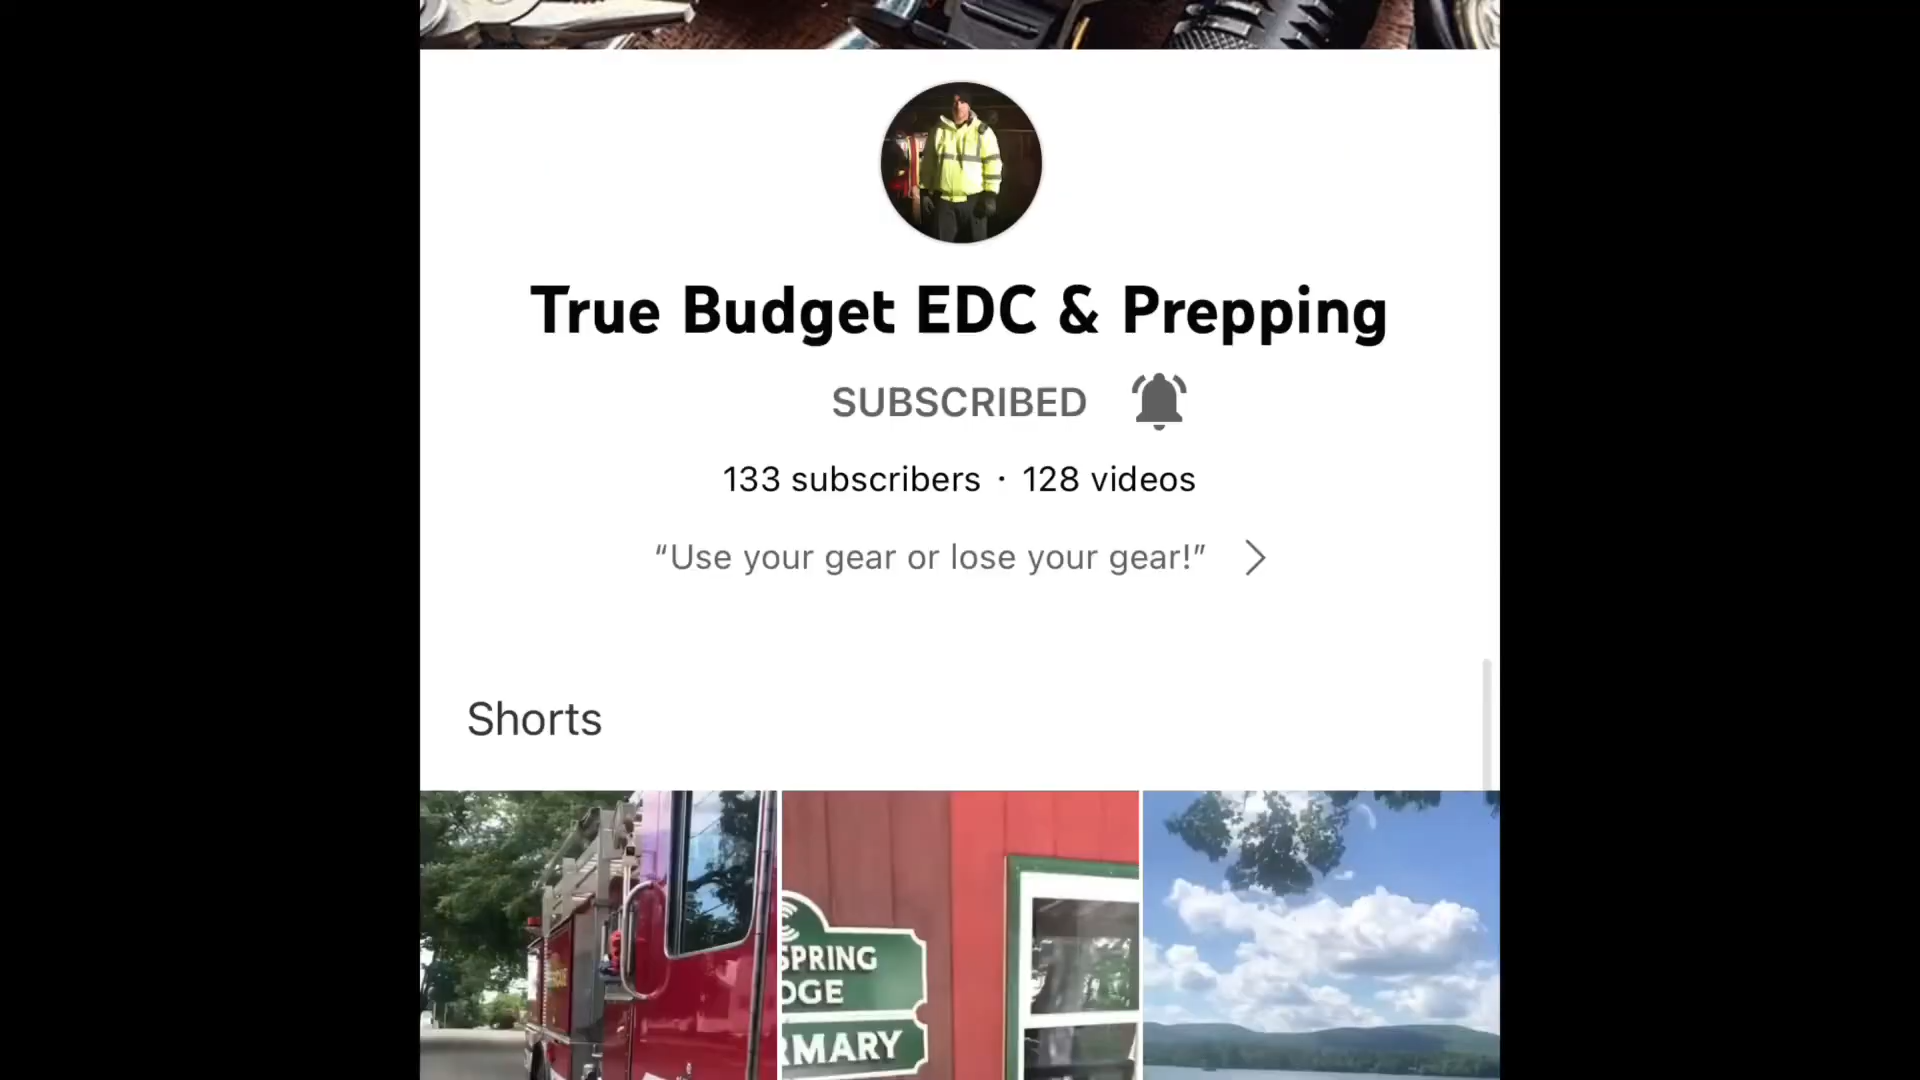 True Budget EDC & Prepping
SUBSCRIBED
133 subscribers · 128 videos
“Use your gear or lose your gear!”
Shorts
SPRING
DGE
RMARY